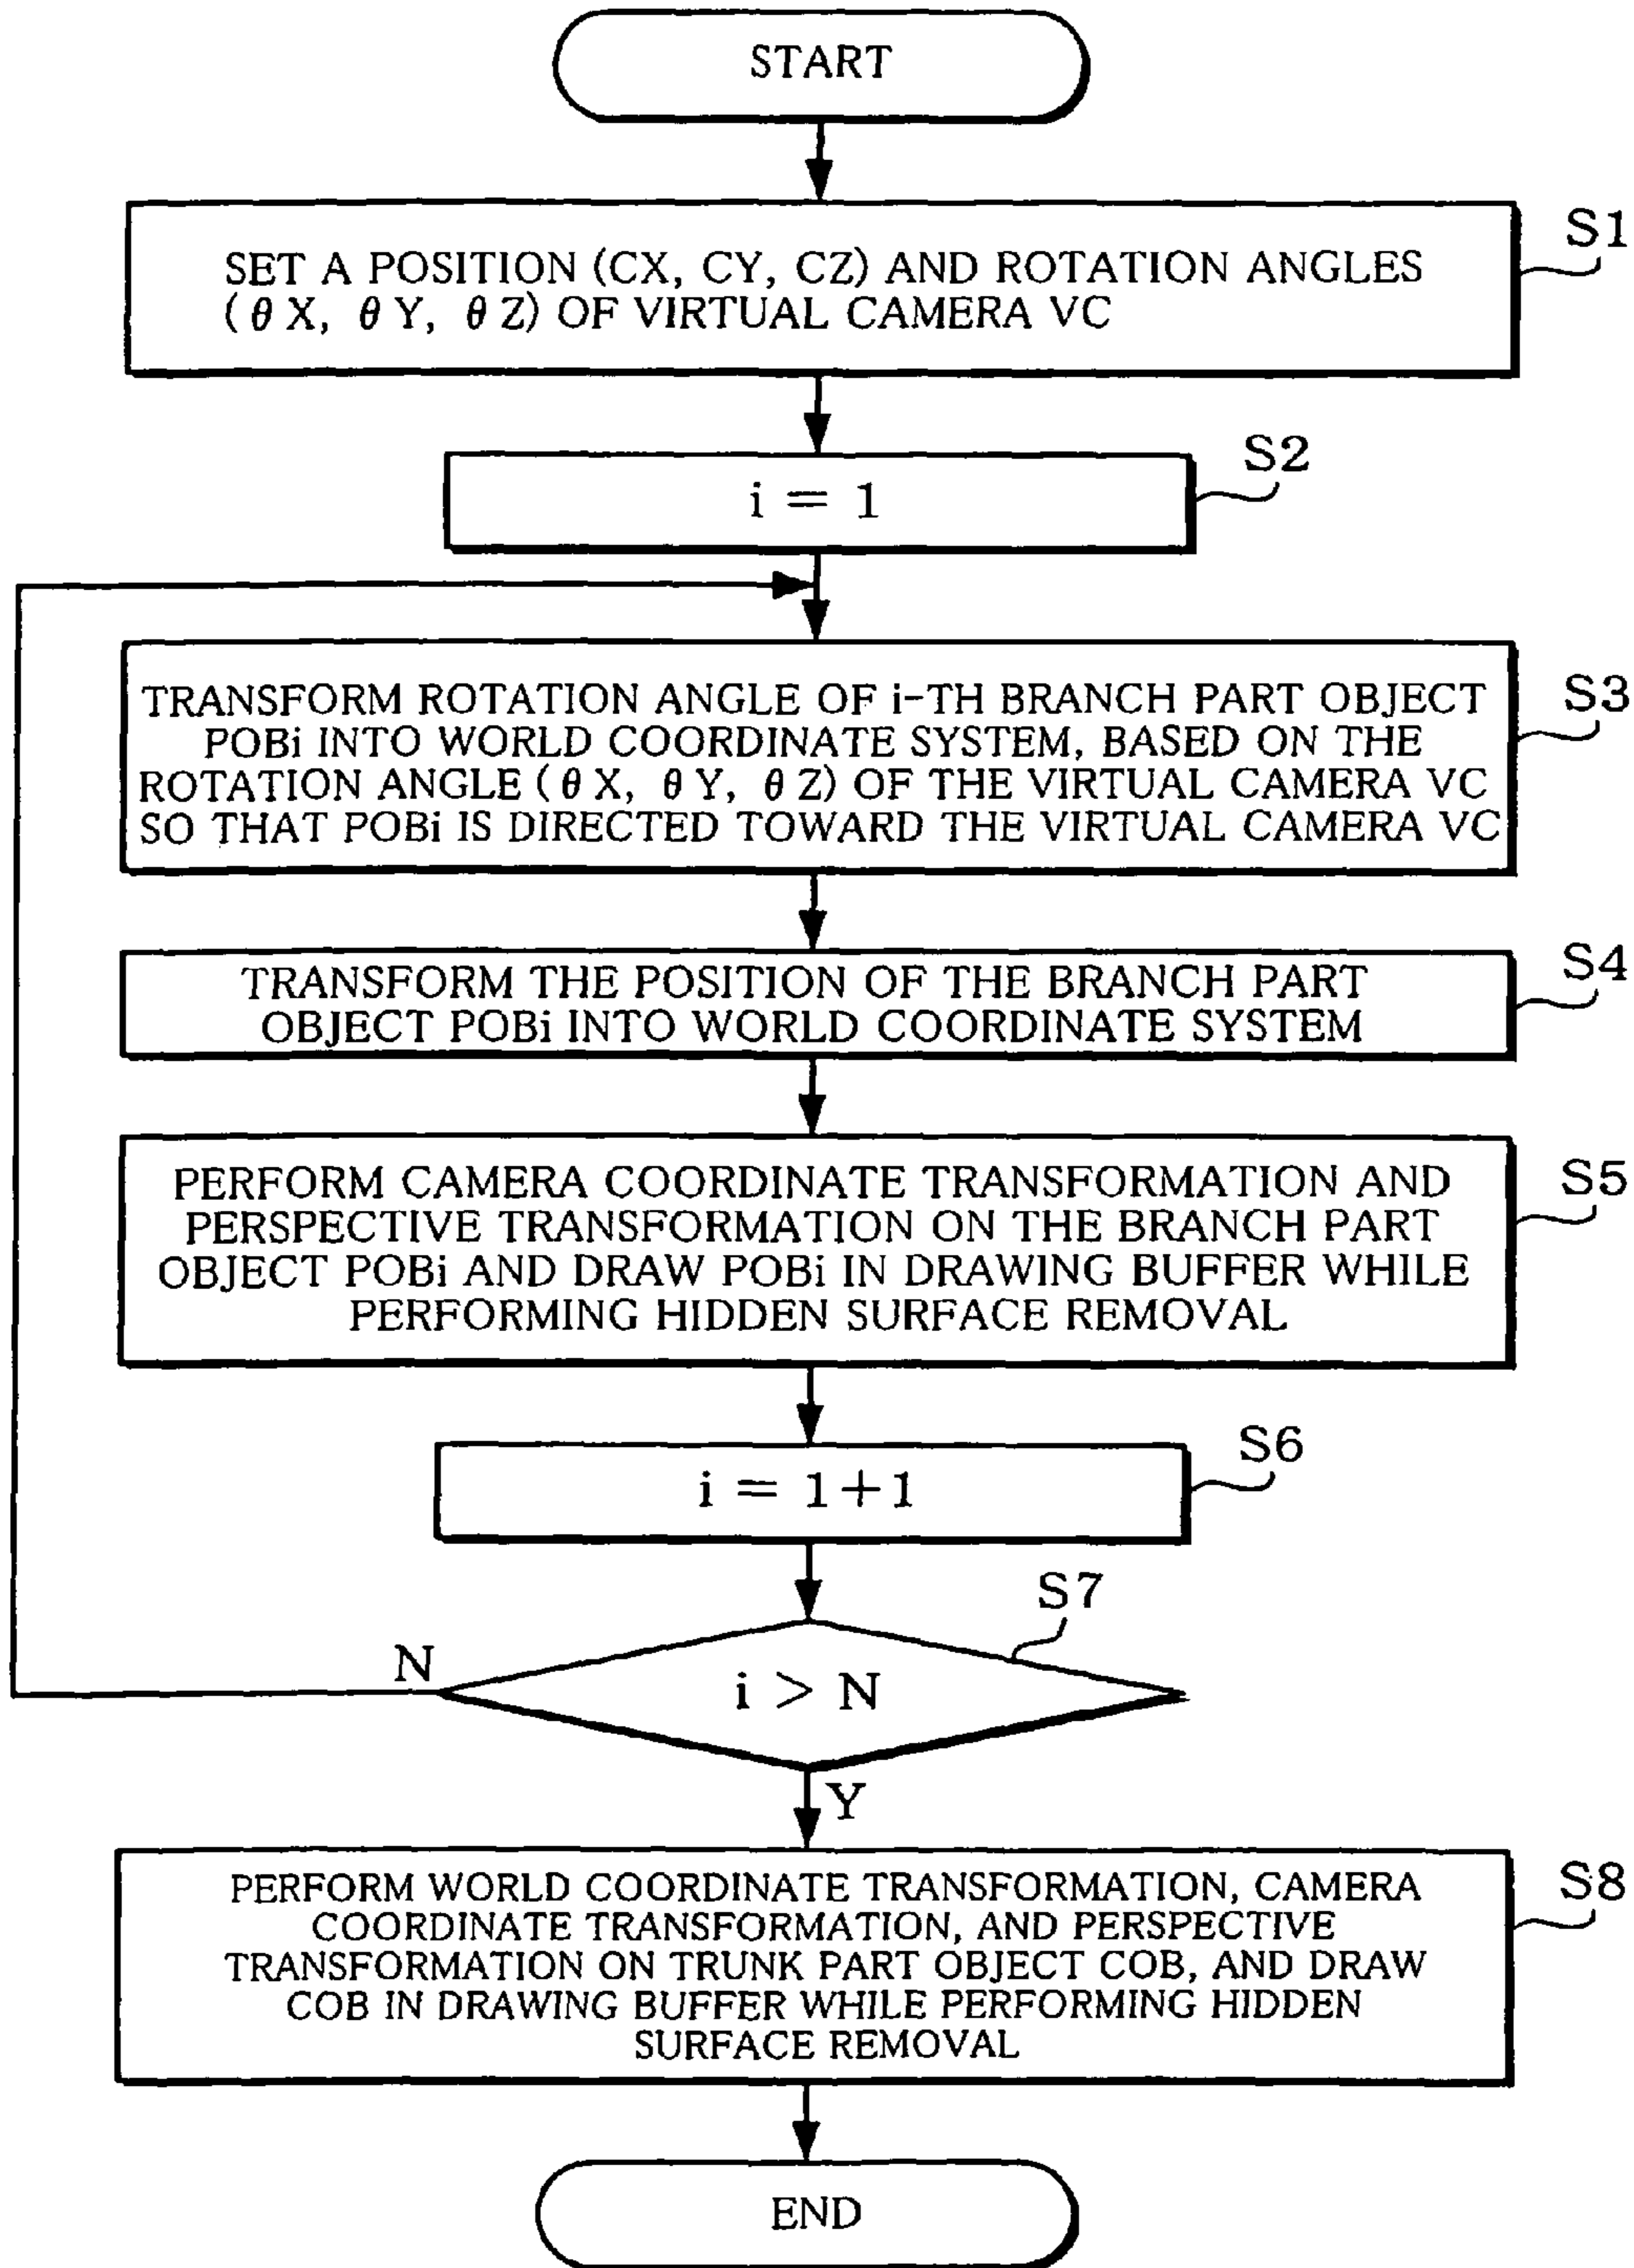 START
S1
SET A POSITION (CX, CY, CZ) AND ROTATION ANGLES
(θX, θY, θZ) OF VIRTUAL CAMERA VC
S2
i = 1
S3
TRANSFORM ROTATION ANGLE OF i-TH BRANCH PART OBJECT
POBi INTO WORLD COORDINATE SYSTEM, BASED ON THE
ROTATION ANGLE (θX, θY, θZ) OF THE VIRTUAL CAMERA VC
SO THAT POBi IS DIRECTED TOWARD THE VIRTUAL CAMERA VC
S4
TRANSFORM THE POSITION OF THE BRANCH PART
OBJECT POBi INTO WORLD COORDINATE SYSTEM
S5
PERFORM CAMERA COORDINATE TRANSFORMATION AND
PERSPECTIVE TRANSFORMATION ON THE BRANCH PART
OBJECT POBi AND DRAW POBi IN DRAWING BUFFER WHILE
PERFORMING HIDDEN SURFACE REMOVAL
S6
i = 1+1
S7
N
i > N
Y
S8
PERFORM WORLD COORDINATE TRANSFORMATION, CAMERA
COORDINATE TRANSFORMATION, AND PERSPECTIVE
TRANSFORMATION ON TRUNK PART OBJECT COB, AND DRAW
COB IN DRAWING BUFFER WHILE PERFORMING HIDDEN
SURFACE REMOVAL
END